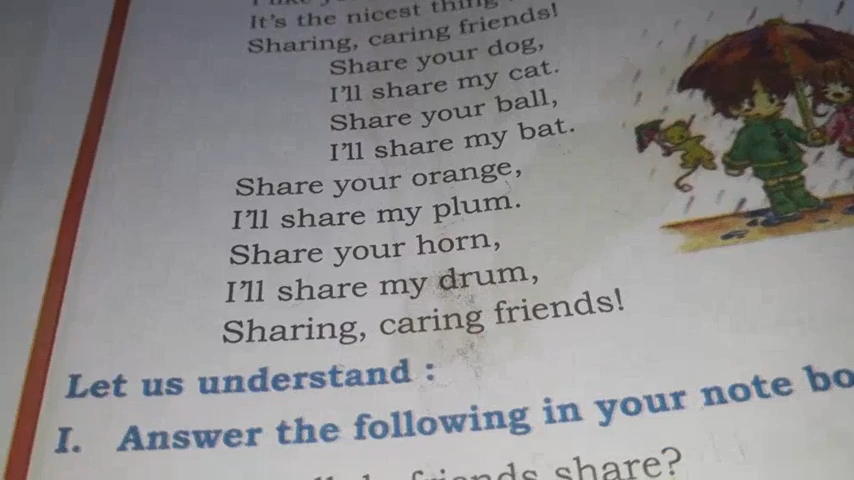 It's the nicest thing
Sharing, caring friends!
Share your dog,
I'll share my cat.
Share your ball,
I'll share my bat.
Share your orange,
I'll share my plum.
Share your horn,
I'll share my drum,
Sharing, caring friends!
Let us understand :
I. Answer the following in your note
friends share?